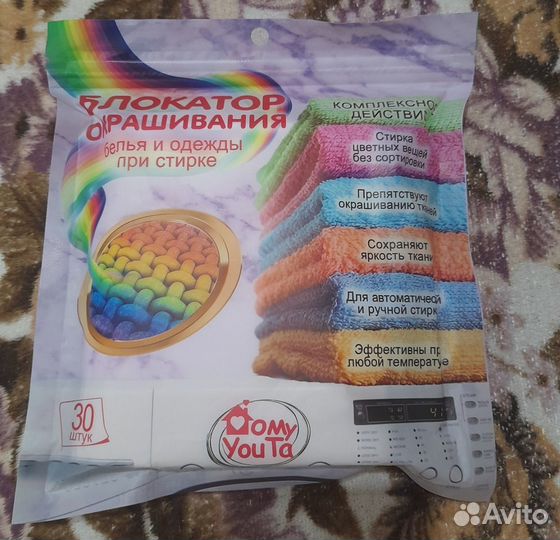 БЛОКАТОР
ОКРАШИВАНИЯ
белья и одежды
при стирке
КОМПЛЕКСНОЕ
ДЕЙСТВИЕ
Стирка
цветных вещей
без сортировки
Препятствуют
окрашиванию тканей
Сохраняют
яркость ткани
Для автоматической
и ручной стирки
Эффективны при
любой температуре
30
штук
Дому
YouTa
Avito